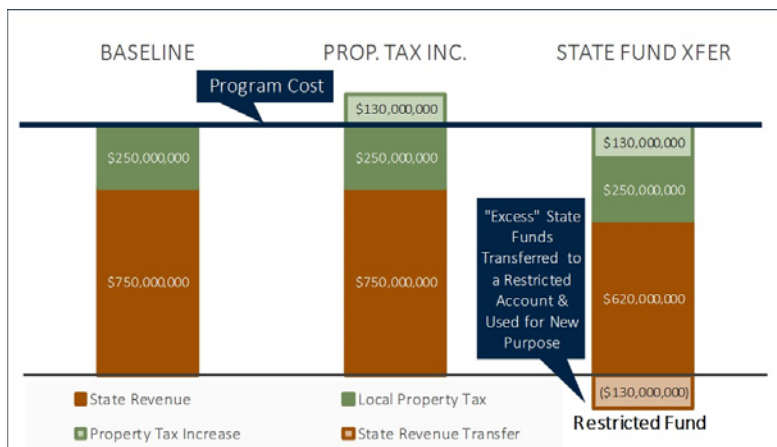 BASELINE
PROP. TAX INC.
STATE FUND XFER
Program Cost
$130,000,000
$250,000,000
$250,000,000
$130,000,000
$250,000,000
$750,000,000
$750,000,000
$620,000,000
"Excess" State
Funds
Transferred to
a Restricted
Account &
Used for New
Purpose
($130,000,000)
Restricted Fund
State Revenue
Local Property Tax
Property Tax Increase
State Revenue Transfer